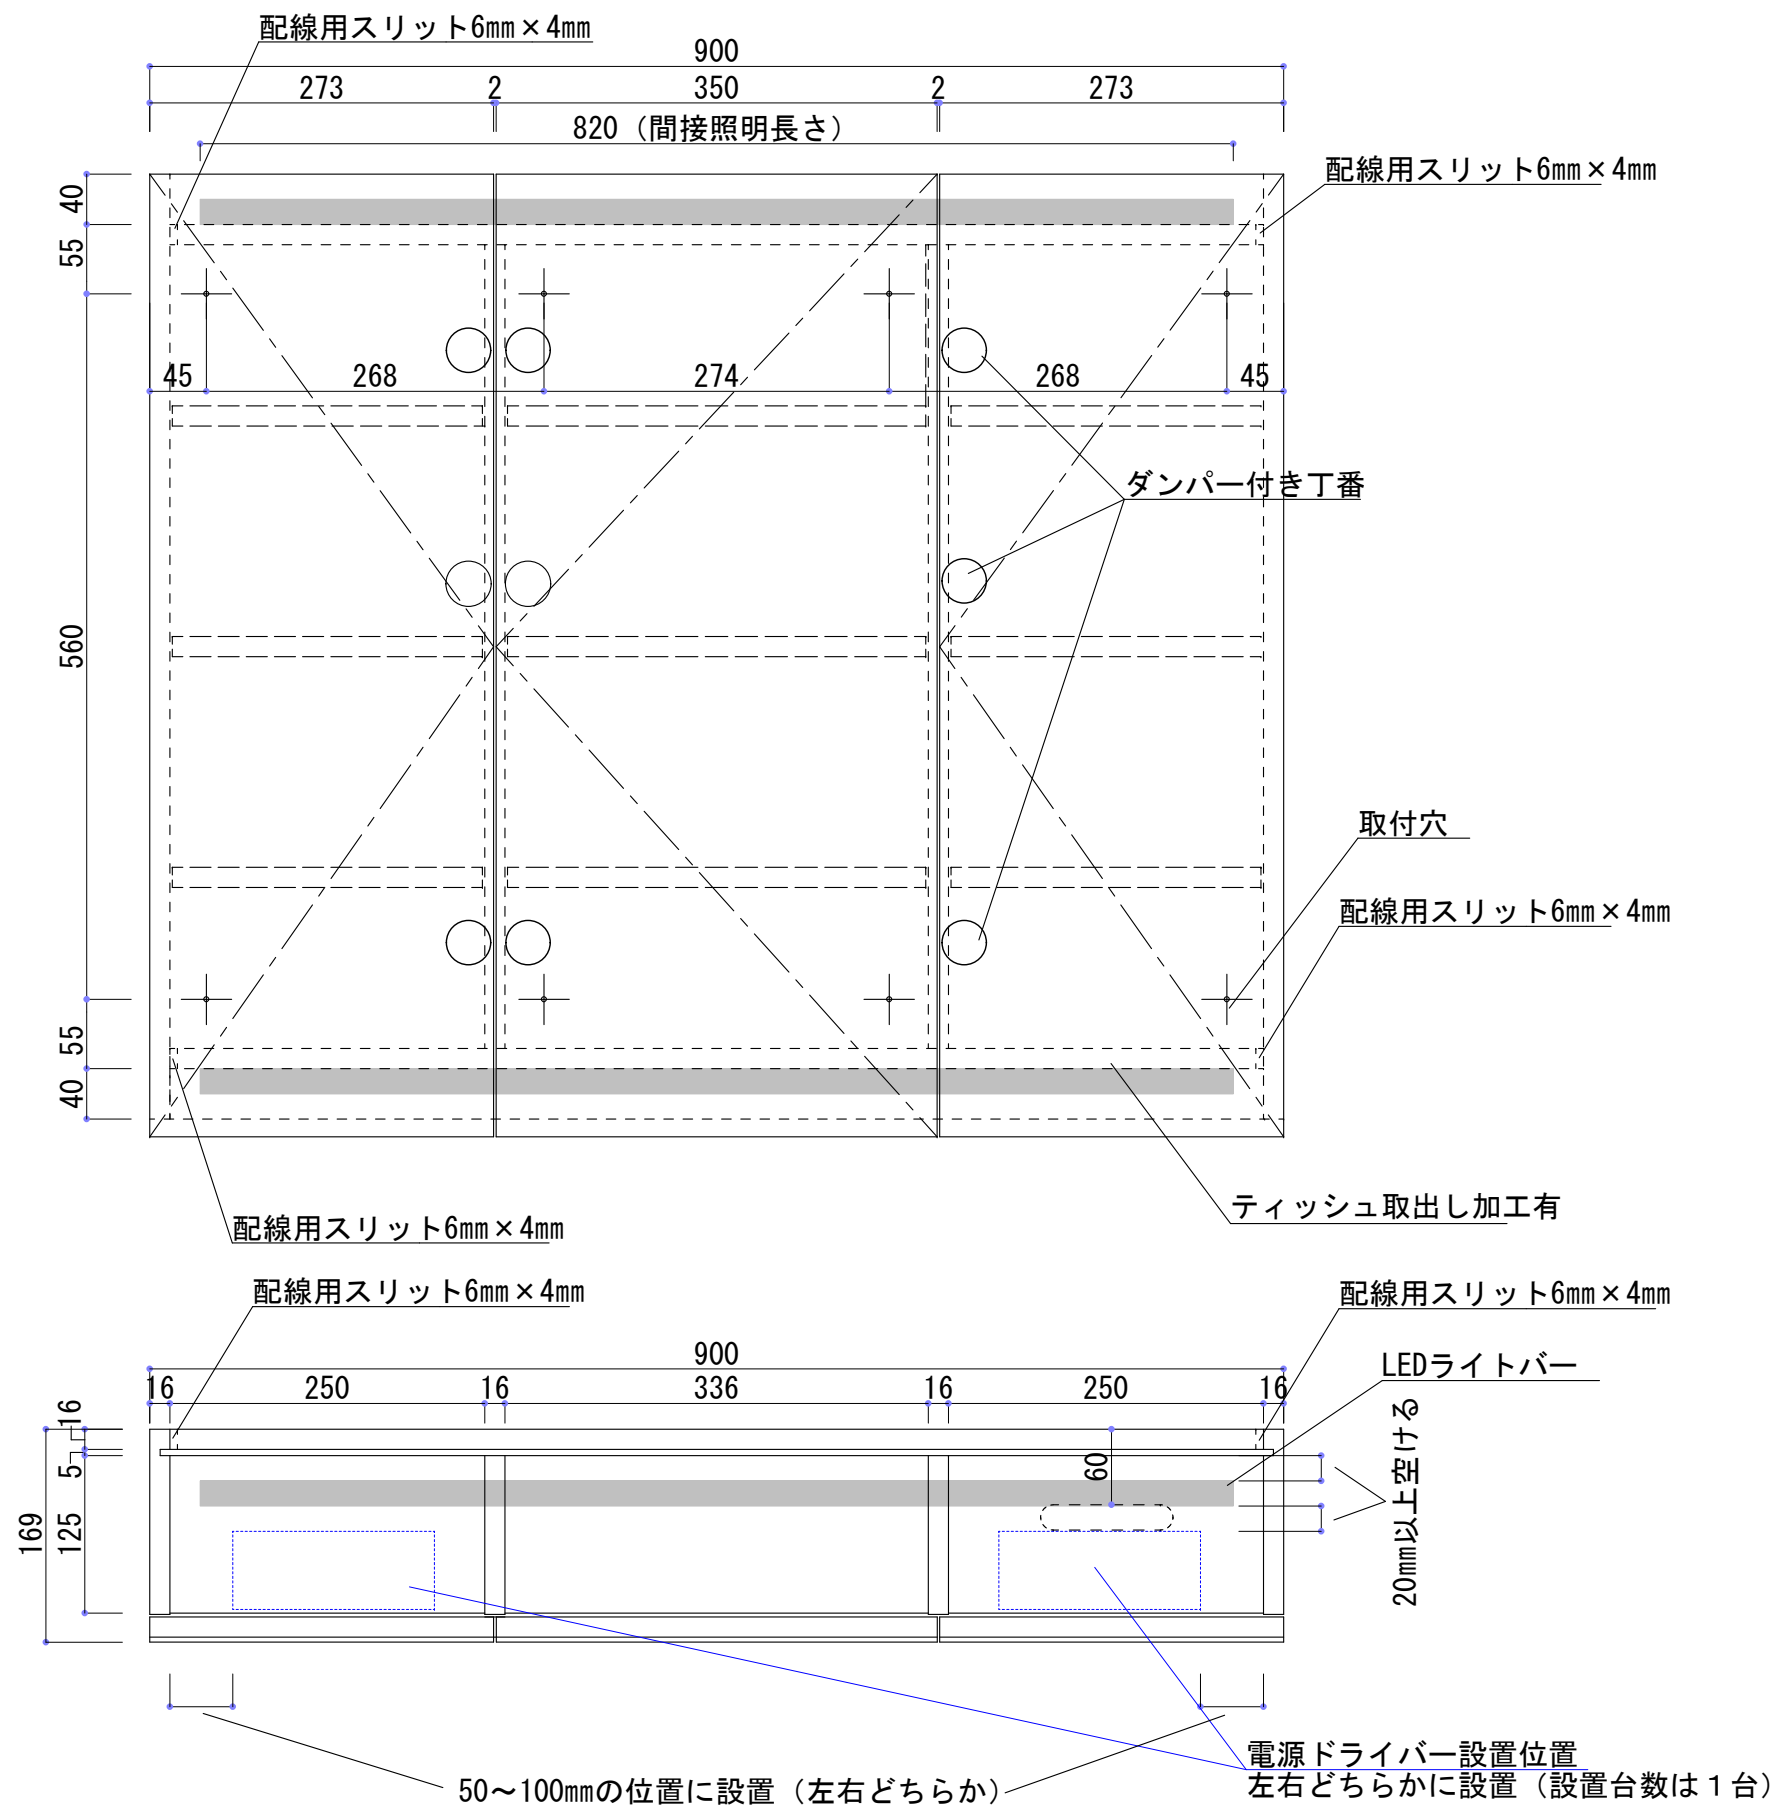 配線用スリット6mm×4mm
900
273
2
350
2
273
820（間接照明長さ）
配線用スリット6mm×4mm
40
55
45
268
274
268
45
ダンパー付き丁番
560
取付穴
配線用スリット6mm×4mm
55
40
ティッシュ取出し加工有
配線用スリット6mm×4mm
配線用スリット6mm×4mm
配線用スリット6mm×4mm
900
LEDライトバー
16
250
16
336
16
250
16
16
5
125
169
60
20mm以上空ける
50～100mmの位置に設置（左右どちらか）
電源ドライバー設置位置
左右どちらかに設置（設置台数は１台）